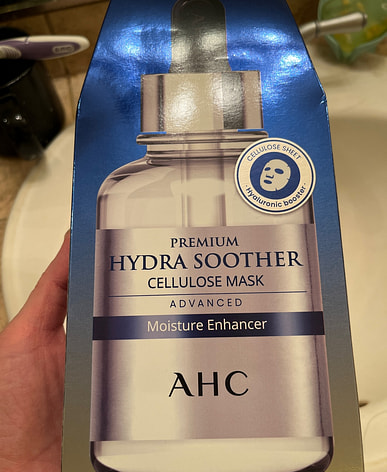 CELLULOSE SHEET
Hyaluronic booster
PREMIUM
HYDRA SOOTHER
CELLULOSE MASK
ADVANCED
Moisture Enhancer
AHC